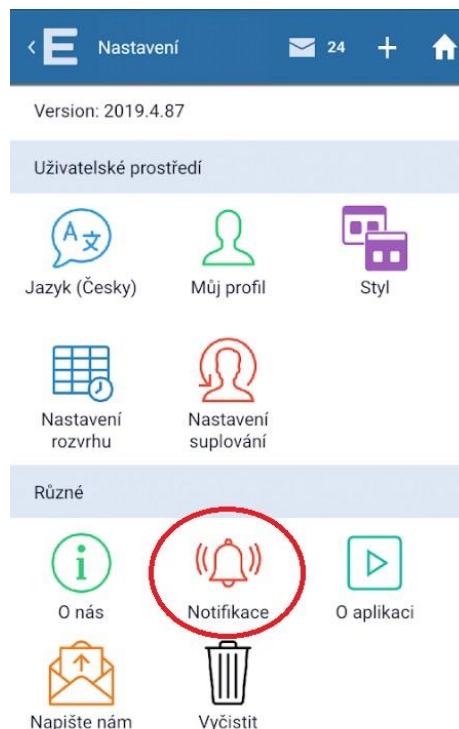 ‹ E Nastavení 24 +
Version: 2019.4.87
Uživatelské prostředí
A 文
Jazyk (Česky) Můj profil Styl
Nastavení rozvrhu
Nastavení suplování
Různé
i
O nás Notifikace O aplikaci
Napište nám Vyčistit